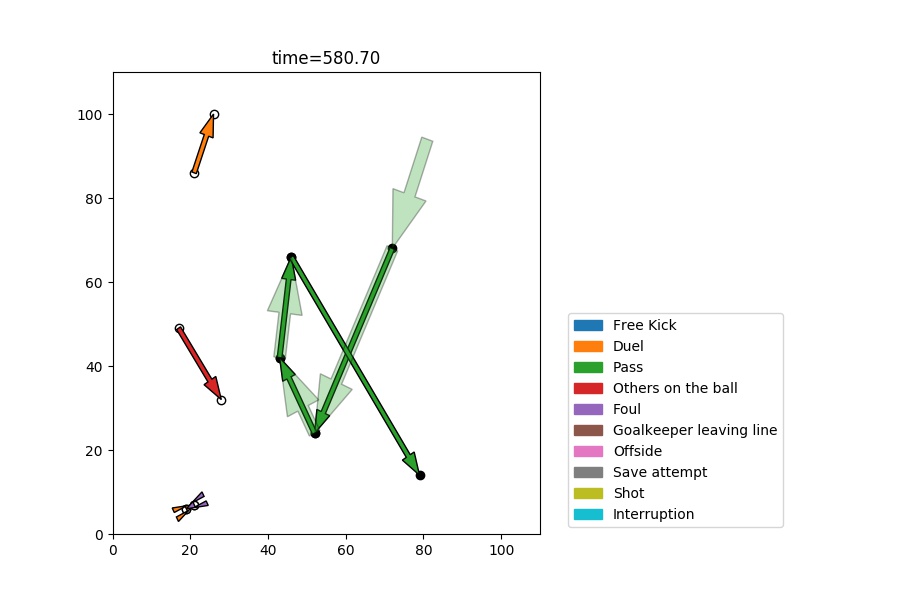 time=580.70
100
80
60
40
20
0
0 20 40 60 80 100
Free Kick
Duel
Pass
Others on the ball
Foul
Goalkeeper leaving line
Offside
Save attempt
Shot
Interruption